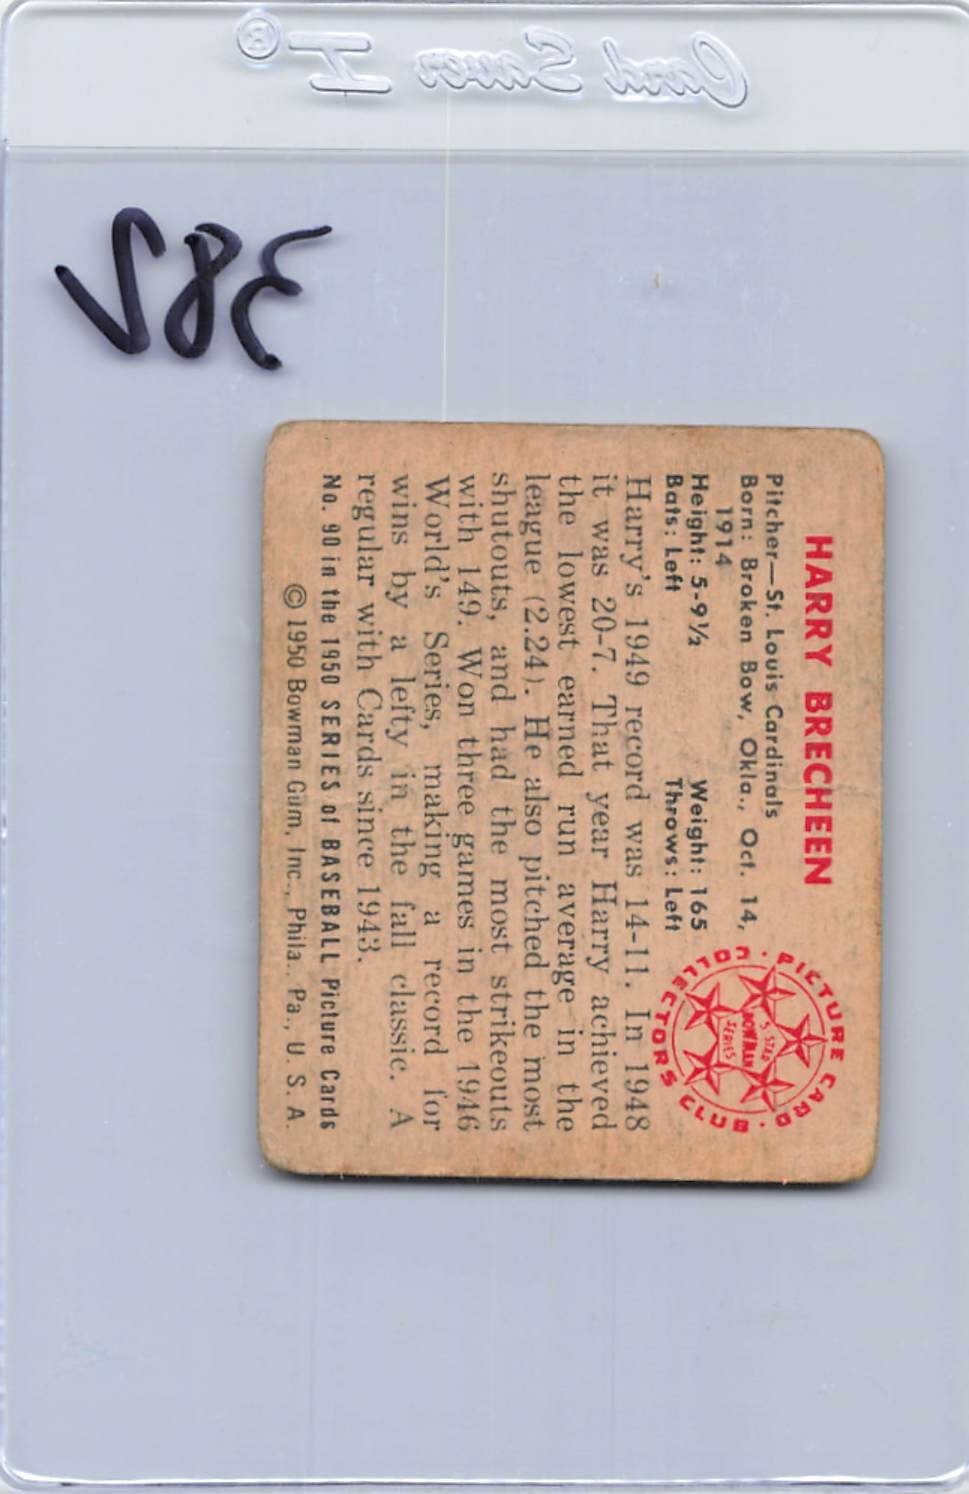 Card Saver I®
387
HARRY BRECHEEN
Pitcher—St. Louis Cardinals
Born: Broken Bow, Okla., Oct. 14,
1914
Height: 5-9½ Weight: 165
Bats: Left Throws: Left
Harry's 1949 record was 14-11. In 1948
it was 20-7. That year Harry achieved
the lowest earned run average in the
league (2.24). He also pitched the most
shutouts, and had the most strikeouts
with 149. Won three games in the 1946
World's Series, making a record for
wins by a lefty in the fall classic. A
regular with Cards since 1943.
No. 90 in the 1950 SERIES of BASEBALL Picture Cards
© 1950 Bowman Gum, Inc., Phila., Pa., U. S. A.
PICTURE CARD
COLLECTORS CLUB
5-STAR
BOWMAN
SERIES